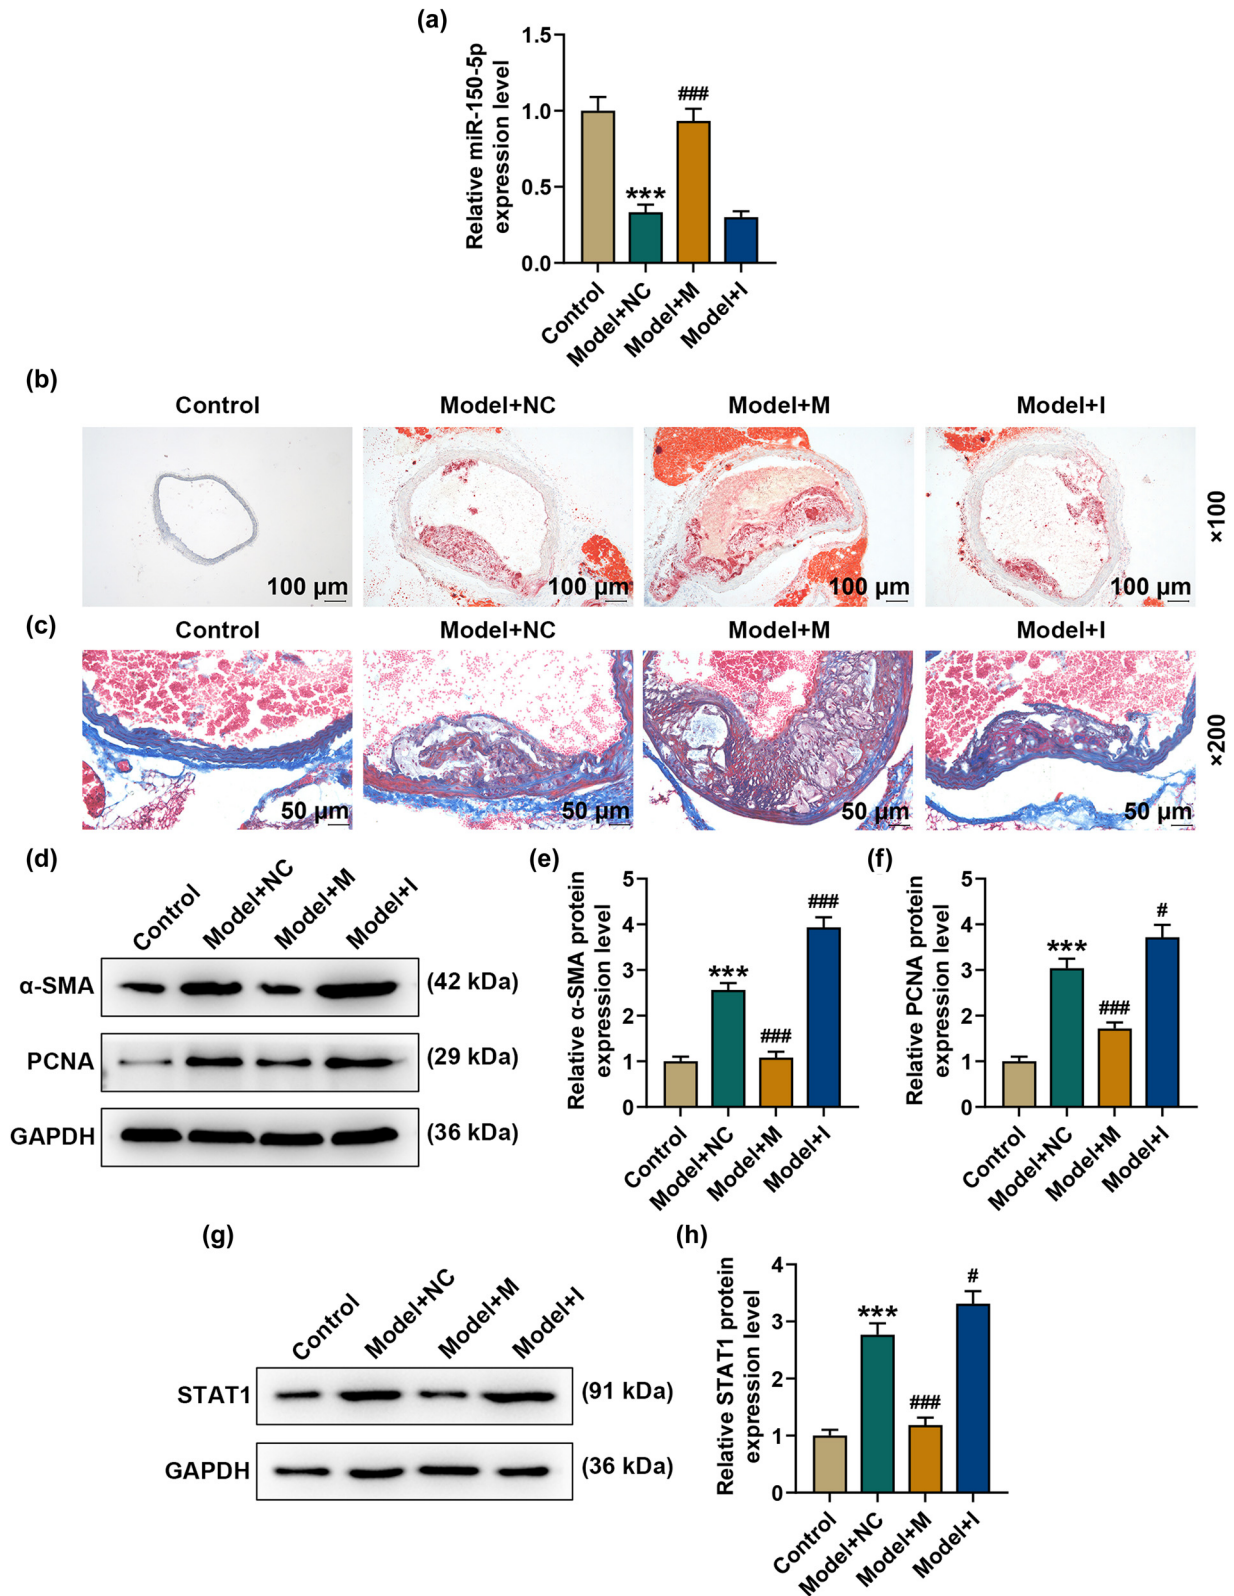 (a)
Relative miR-150-5p
expression level
1.5
1.0
0.5
0.0
***
###
Control
Model+NC
Model+M
Model+I
(b)
Control
Model+NC
Model+M
Model+I
100 µm
100 µm
100 µm
100 µm
×100
(c)
Control
Model+NC
Model+M
Model+I
50 µm
50 µm
50 µm
50 µm
×200
(d)
Control
Model+NC
Model+M
Model+I
α-SMA
(42 kDa)
PCNA
(29 kDa)
GAPDH
(36 kDa)
(e)
Relative α-SMA protein
expression level
5
4
3
2
1
0
***
###
###
Control
Model+NC
Model+M
Model+I
(f)
Relative PCNA protein
expression level
5
4
3
2
1
0
***
###
#
Control
Model+NC
Model+M
Model+I
(g)
Control
Model+NC
Model+M
Model+I
STAT1
(91 kDa)
GAPDH
(36 kDa)
(h)
Relative STAT1 protein
expression level
4
3
2
1
0
***
###
#
Control
Model+NC
Model+M
Model+I